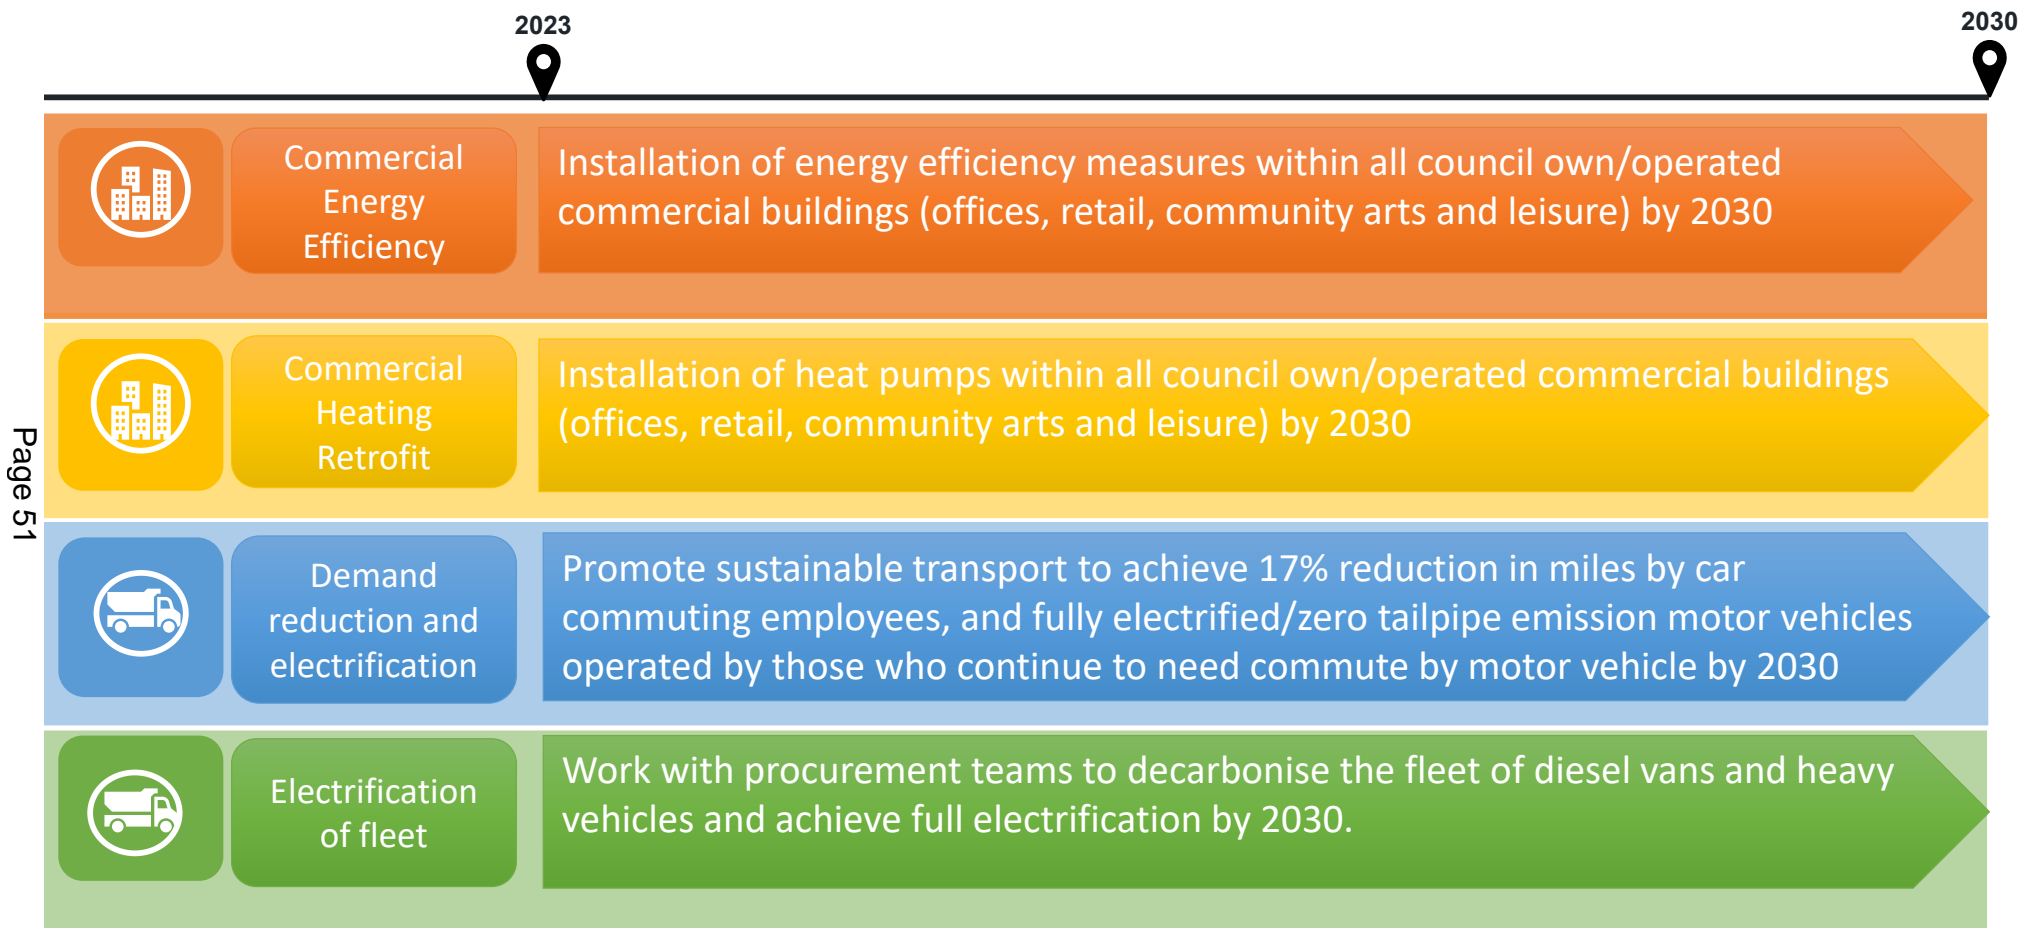 2023
2030
Commercial
Energy
Efficiency
Installation of energy efficiency measures within all council own/operated
commercial buildings (offices, retail, community arts and leisure) by 2030
Commercial
Heating
Retrofit
Installation of heat pumps within all council own/operated commercial buildings
(offices, retail, community arts and leisure) by 2030
Page 51
Demand
reduction and
electrification
Promote sustainable transport to achieve 17% reduction in miles by car
commuting employees, and fully electrified/zero tailpipe emission motor vehicles
operated by those who continue to need commute by motor vehicle by 2030
Electrification
of fleet
Work with procurement teams to decarbonise the fleet of diesel vans and heavy
vehicles and achieve full electrification by 2030.